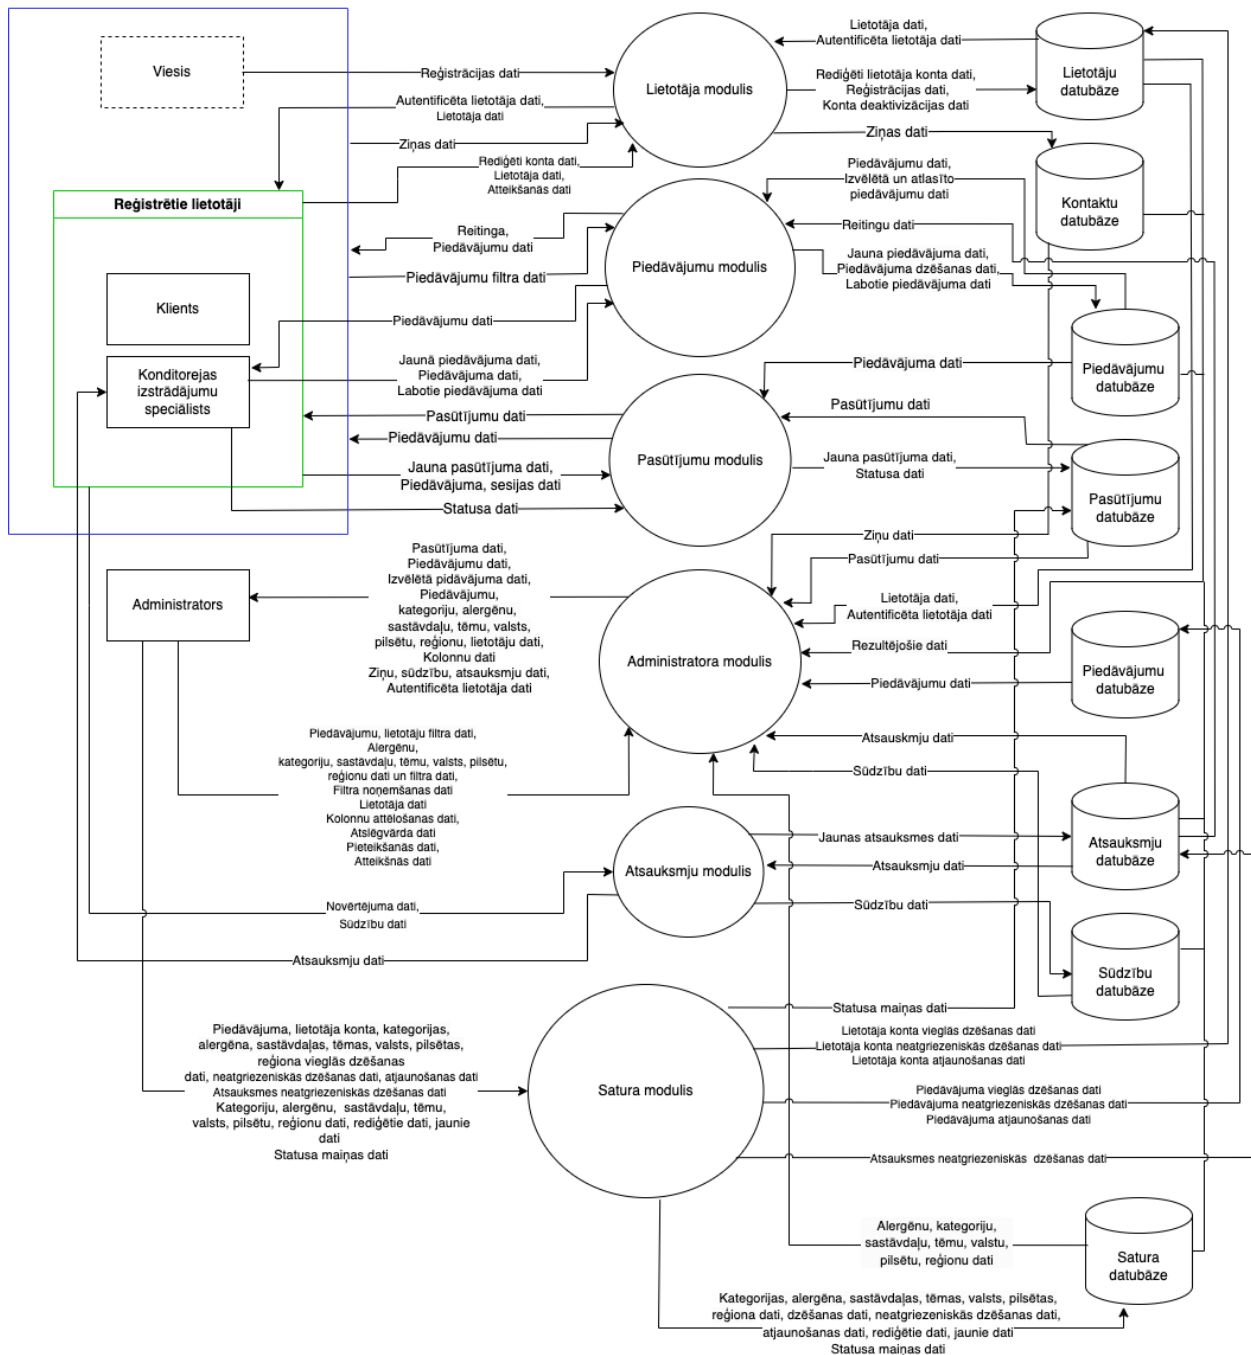 Viesis
Reģistrācijas dati
Lietotāja modulis
Lietotāja dati,
Autentificēta lietotāja dati
Rediģēti lietotāja konta dati,
Reģistrācijas dati,
Konta deaktivizācijas dati
Lietotāju
datubāze
Autentificēta lietotāja dati,
Lietotāja dati
Ziņas dati
Ziņas dati
Rediģēti konta dati,
Lietotāja dati,
Atteikšanās dati
Kontaktu
datubāze
Reģistrētie lietotāji
Piedāvājumu dati,
Izvēlētā un atlasīto
piedāvājumu dati
Reitinga,
Piedāvājumu dati
Reitingu dati
Piedāvājumu modulis
Piedāvājumu filtra dati
Jauna piedāvājuma dati,
Piedāvājuma dzēšanas dati,
Labotie piedāvājuma dati
Klients
Piedāvājumu dati
Piedāvājumu
datubāze
Konditorejas
izstrādājumu
speciālists
Jaunā piedāvājuma dati,
Piedāvājuma dati,
Labotie piedāvājuma dati
Piedāvājuma dati
Pasūtījumu dati
Pasūtījumu dati
Piedāvājumu dati
Pasūtījumu modulis
Jauna pasūtījuma dati,
Piedāvājuma, sesijas dati
Jauna pasūtījuma dati,
Statusa dati
Pasūtījumu
datubāze
Statusa dati
Ziņu dati
Pasūtījumu dati
Administrators
Pasūtījuma dati,
Piedāvājumu dati,
Izvēlētā pidāvājuma dati,
Piedāvājumu,
kategoriju, alergēnu,
sastāvdaļu, tēmu, valsts,
pilsētu, reģionu, lietotāju dati,
Kolonnu dati
Ziņu, sūdzību, atsauksmju dati,
Autentificēta lietotāja dati
Lietotāja dati,
Autentificēta lietotāja dati
Rezultējošie dati
Administratora modulis
Piedāvājumu dati
Piedāvājumu
datubāze
Piedāvājumu, lietotāju filtra dati,
Alergēnu,
kategoriju, sastāvdaļu, tēmu, valsts, pilsētu,
reģionu dati un filtra dati,
Filtra noņemšanas dati
Lietotāja dati
Kolonnu attēlošanas dati,
Atslēgvārda dati
Pieteikšanās dati,
Atteikšnās dati
Atsauskmju dati
Sūdzību dati
Jaunas atsauksmes dati
Atsauksmju dati
Atsauksmju
datubāze
Atsauksmju modulis
Novērtējuma dati,
Sūdzību dati
Sūdzību dati
Atsauksmju dati
Sūdzību
datubāze
Statusa maiņas dati
Piedāvājuma, lietotāja konta, kategorijas,
alergēna, sastāvdaļas, tēmas, valsts, pilsētas,
reģiona vieglās dzēšanas
dati, neatgriezeniskās dzēšanas dati, atjaunošanas dati
Atsauksmes neatgriezeniskās dzēšanas dati
Kategoriju, alergēnu, sastāvdaļu, tēmu,
valsts, pilsētu, reģionu dati, rediģētie dati, jaunie
dati
Statusa maiņas dati
Satura modulis
Lietotāja konta vieglās dzēšanas dati
Lietotāja konta neatgriezeniskās dzēšanas dati
Lietotāja konta atjaunošanas dati
Piedāvājuma vieglās dzēšanas dati
Piedāvājuma neatgriezeniskās dzēšanas dati
Piedāvājuma atjaunošanas dati
Atsauksmes neatgriezeniskās dzēšanas dati
Alergēnu, kategoriju,
sastāvdaļu, tēmu, valstu,
pilsētu, reģionu dati
Satura
datubāze
Kategorijas, alergēna, sastāvdaļas, tēmas, valsts, pilsētas,
reģiona dati, dzēšanas dati, neatgriezeniskās dzēšanas dati,
atjaunošanas dati, rediģētie dati, jaunie dati
Statusa maiņas dati